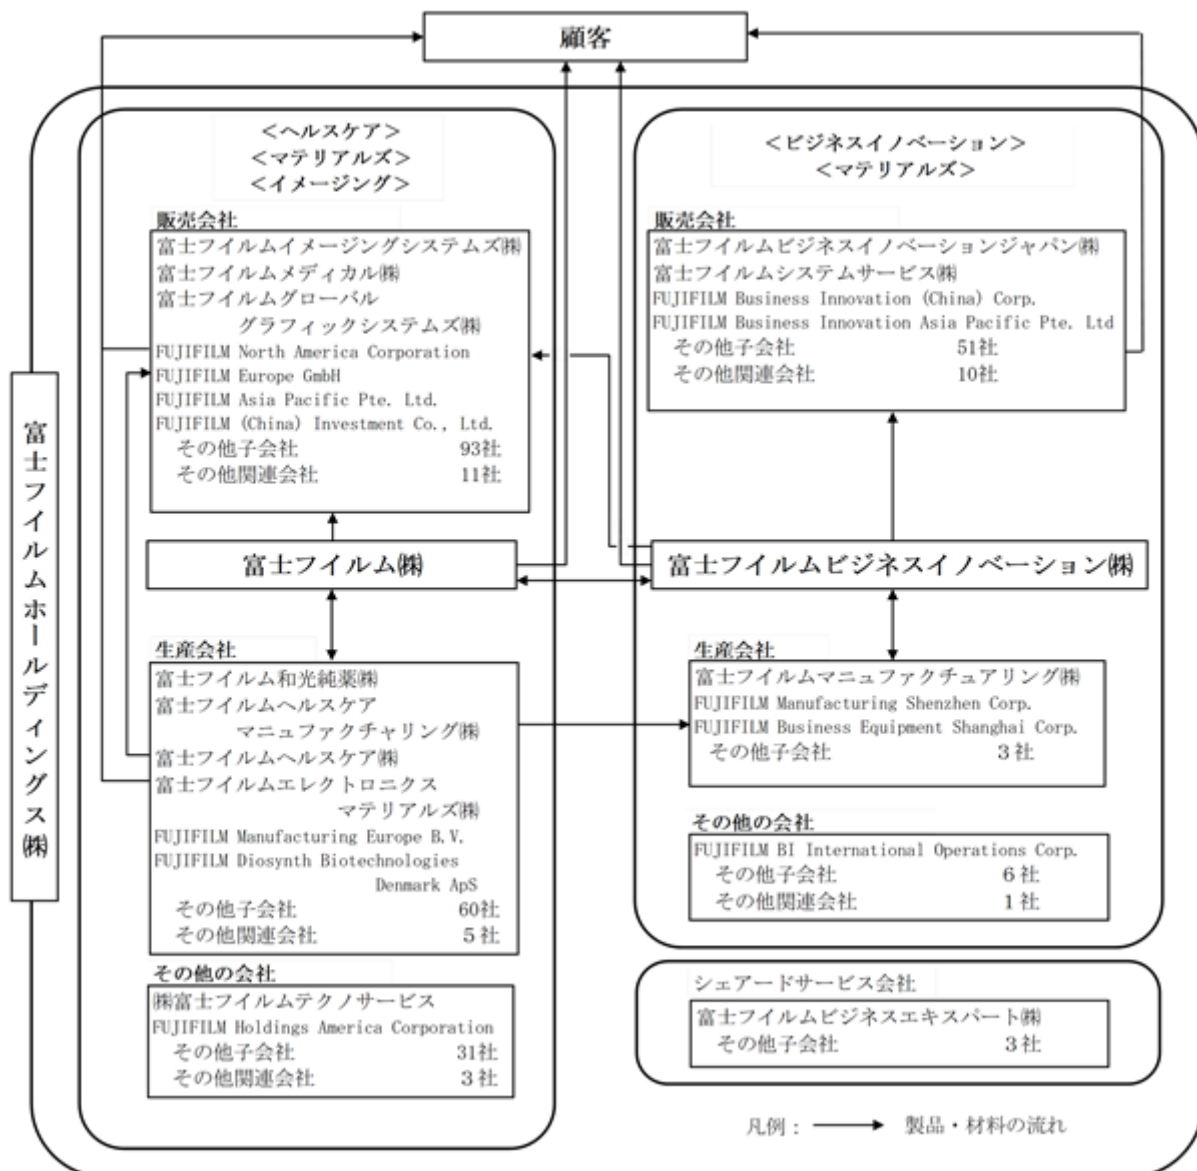 顧客
<ヘルスケア>
<マテリアルズ>
<イメージング>
販売会社
富士フイルムイメージングシステムズ㈱
富士フイルムメディカル㈱
富士フイルムグローバル
グラフィックシステムズ㈱
FUJIFILM North America Corporation
FUJIFILM Europe GmbH
FUJIFILM Asia Pacific Pte. Ltd.
FUJIFILM (China) Investment Co., Ltd.
その他子会社 93社
その他関連会社 11社
富士フイルム㈱
生産会社
富士フイルム和光純薬㈱
富士フイルムヘルスケア
マニュファクチャリング㈱
富士フイルムヘルスケア㈱
富士フイルムエレクトロニクス
マテリアルズ㈱
FUJIFILM Manufacturing Europe B.V.
FUJIFILM Diosynth Biotechnologies
Denmark ApS
その他子会社 60社
その他関連会社 5社
その他の会社
㈱富士フイルムテクノサービス
FUJIFILM Holdings America Corporation
その他子会社 31社
その他関連会社 3社
<ビジネスイノベーション>
<マテリアルズ>
販売会社
富士フイルムビジネスイノベーションジャパン㈱
富士フイルムシステムサービス㈱
FUJIFILM Business Innovation (China) Corp.
FUJIFILM Business Innovation Asia Pacific Pte. Ltd
その他子会社 51社
その他関連会社 10社
富士フイルムビジネスイノベーション㈱
生産会社
富士フイルムマニュファクチュアリング㈱
FUJIFILM Manufacturing Shenzhen Corp.
FUJIFILM Business Equipment Shanghai Corp.
その他子会社 3社
その他の会社
FUJIFILM BI International Operations Corp.
その他子会社 6社
その他関連会社 1社
シェアードサービス会社
富士フイルムビジネスエキスパート㈱
その他子会社 3社
富士フイルムホールディングス㈱
凡例: 製品・材料の流れ